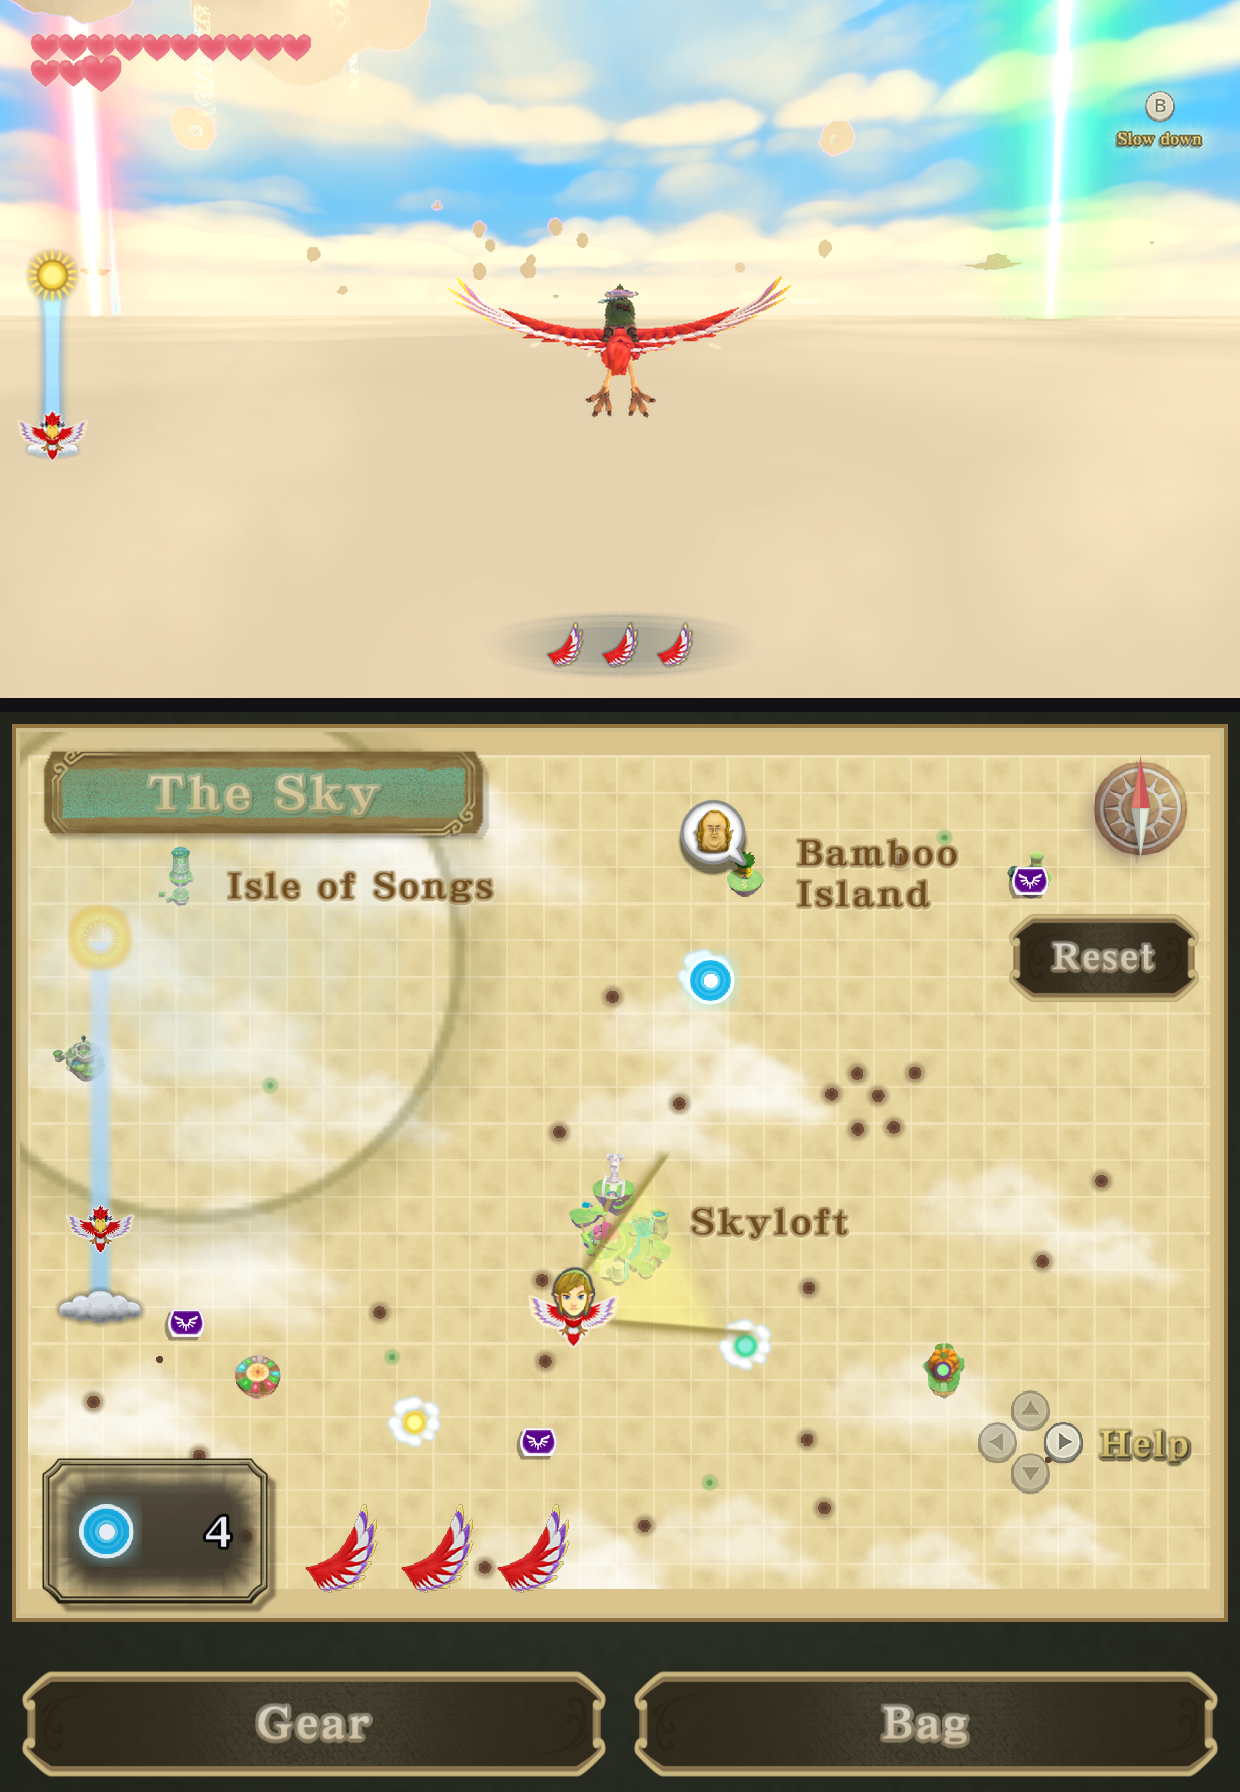 B
Slow down
The Sky
Isle of Songs
Bamboo
Island
Reset
Skyloft
Help
4
Gear
Bag